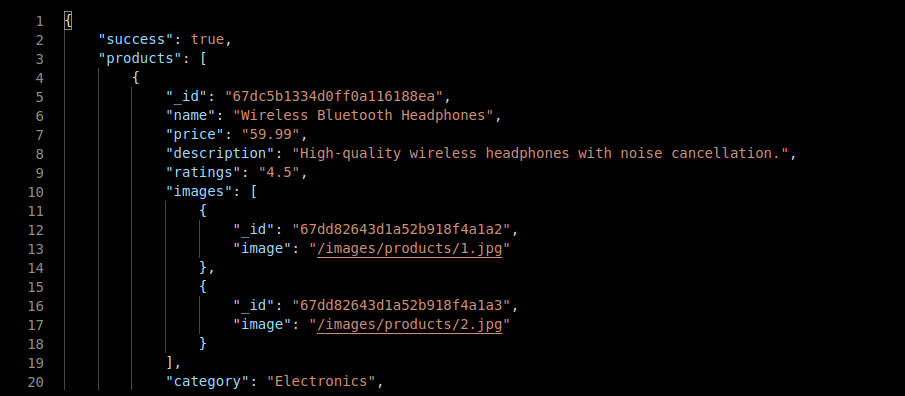 1 {
2 "success": true,
3 "products": [
4 {
5 "_id": "67dc5b1334d0ff0a116188ea",
6 "name": "Wireless Bluetooth Headphones",
7 "price": "59.99",
8 "description": "High-quality wireless headphones with noise cancellation.",
9 "ratings": "4.5",
10 "images": [
11 {
12 "_id": "67dd82643d1a52b918f4a1a2",
13 "image": "/images/products/1.jpg"
14 },
15 {
16 "_id": "67dd82643d1a52b918f4a1a3",
17 "image": "/images/products/2.jpg"
18 }
19 ],
20 "category": "Electronics",